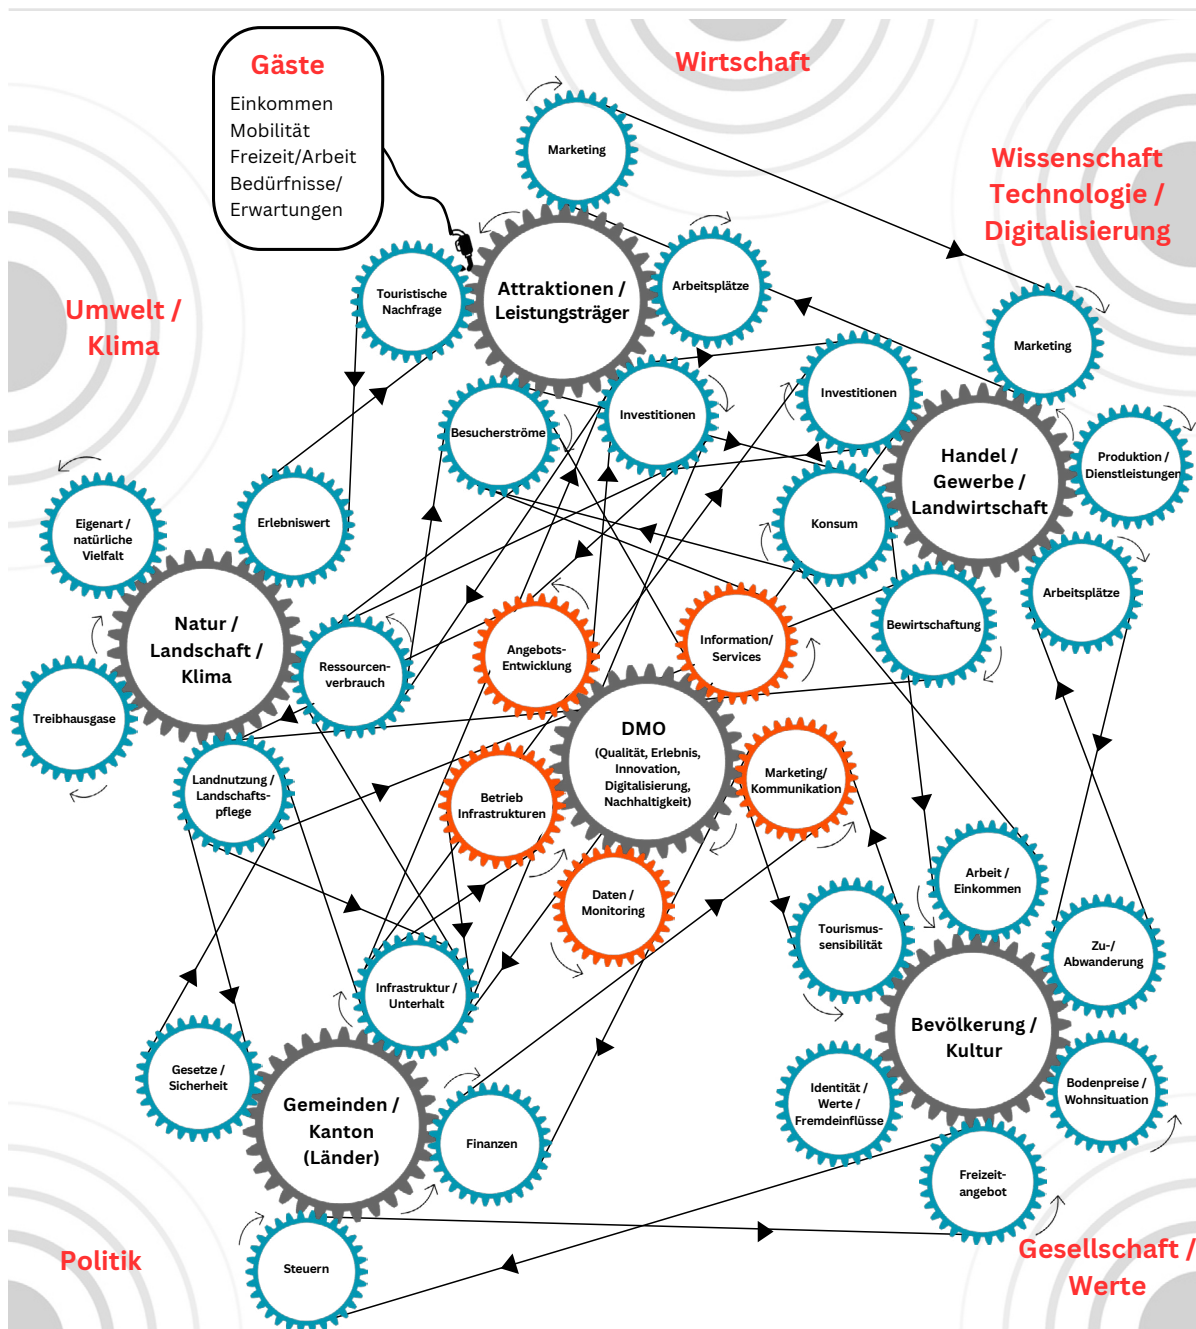 Gäste
Einkommen
Mobilität
Freizeit/Arbeit
Bedürfnisse/
Erwartungen
Wirtschaft
Wissenschaft
Technologie /
Digitalisierung
Umwelt /
Klima
Marketing
Touristische
Nachfrage
Attraktionen /
Leistungsträger
Arbeitsplätze
Marketing
Besucherströme
Investitionen
Investitionen
Handel /
Gewerbe /
Landwirtschaft
Produktion /
Dienstleistungen
Eigenart /
natürliche
Vielfalt
Erlebniswert
Konsum
Arbeitsplätze
Bewirtschaftung
Natur /
Landschaft /
Klima
Ressourcen-
verbrauch
Angebots-
Entwicklung
Information/
Services
Treibhausgase
Landnutzung /
Landschafts-
pflege
Betrieb
Infrastrukturen
DMO
(Qualität, Erlebnis,
Innovation,
Digitalisierung,
Nachhaltigkeit)
Marketing/
Kommunikation
Daten /
Monitoring
Arbeit /
Einkommen
Tourismus-
sensibilität
Zu-/
Abwanderung
Infrastruktur /
Unterhalt
Bevölkerung /
Kultur
Gesetze /
Sicherheit
Gemeinden /
Kanton
(Länder)
Finanzen
Identität /
Werte /
Fremdeinflüsse
Bodenpreise /
Wohnsituation
Freizeit-
angebot
Steuern
Politik
Gesellschaft /
Werte